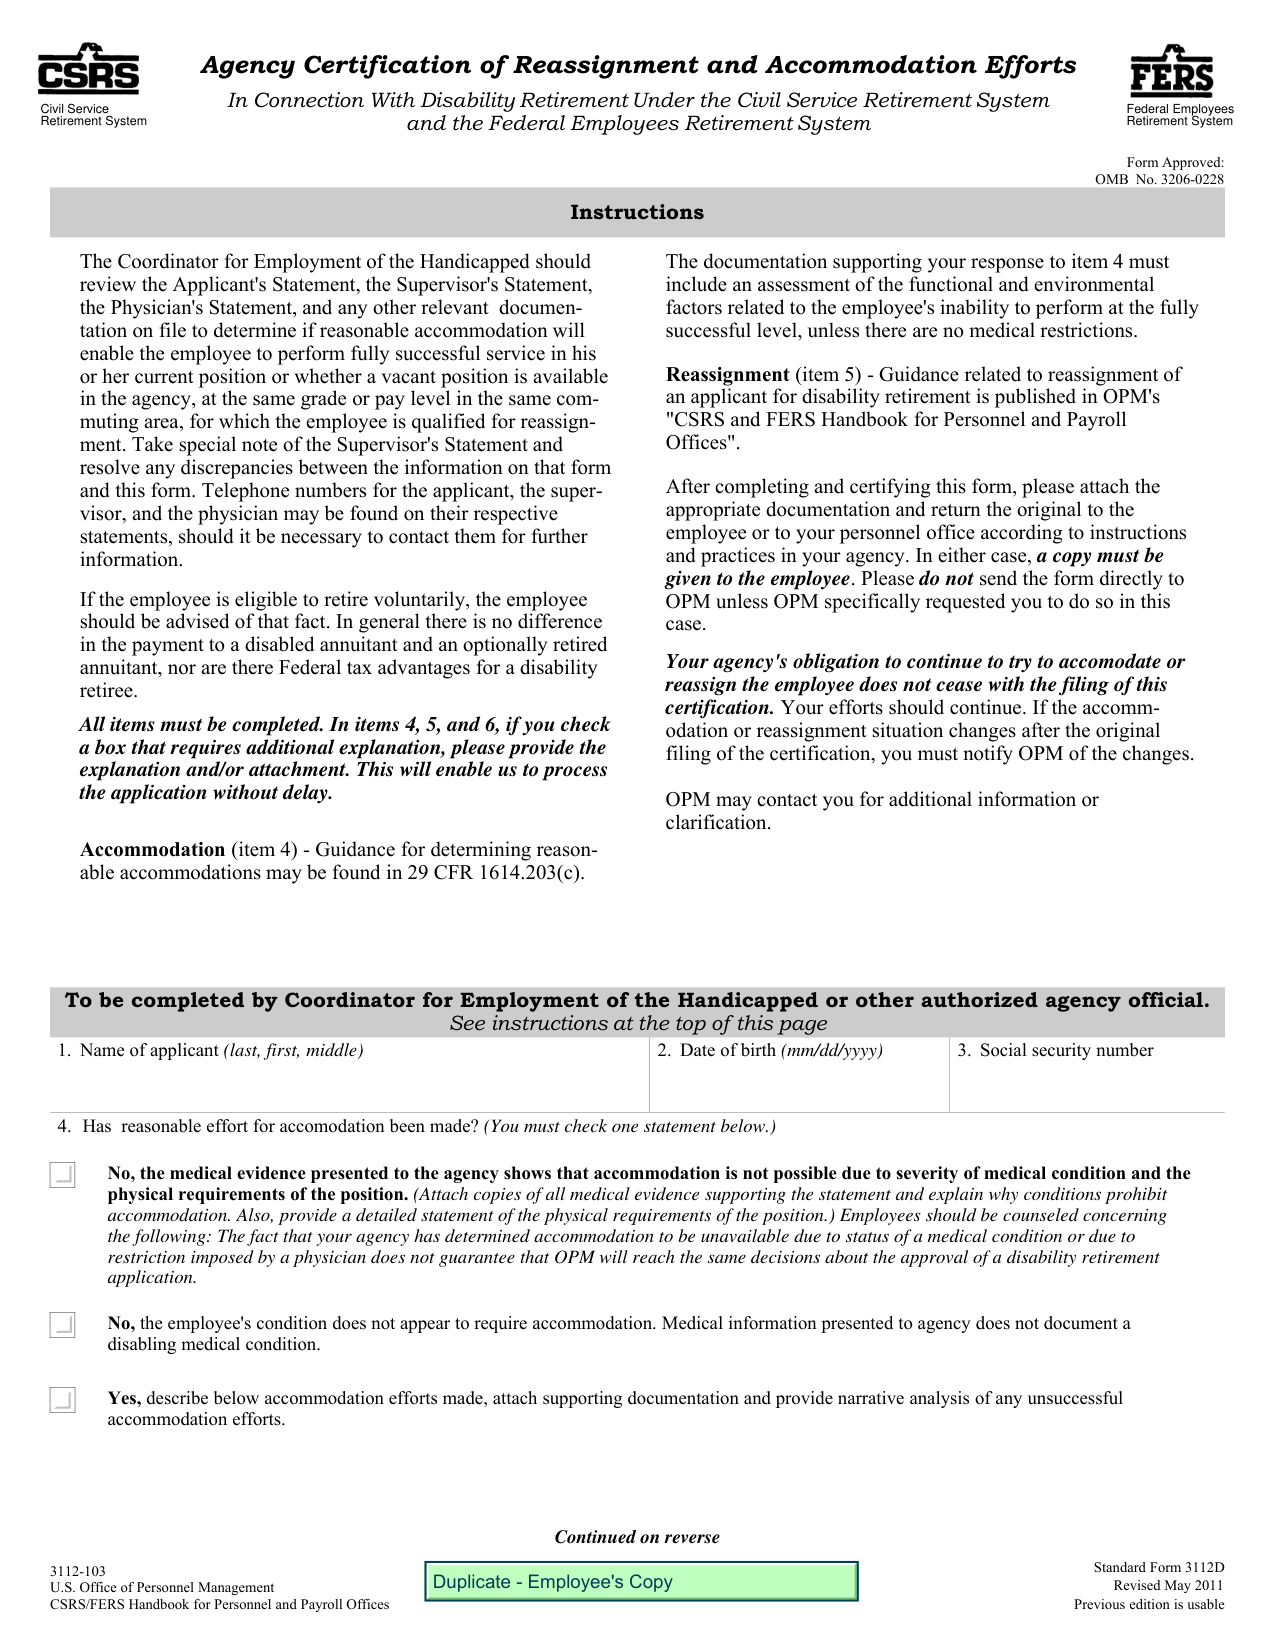 CSRS
Civil Service
Retirement System
Agency Certification of Reassignment and Accommodation Efforts
In Connection With Disability Retirement Under the Civil Service Retirement System
and the Federal Employees Retirement System
FERS
Federal Employees
Retirement System
Form Approved:
OMB No. 3206-0228
Instructions
The Coordinator for Employment of the Handicapped should
review the Applicant's Statement, the Supervisor's Statement,
the Physician's Statement, and any other relevant documen-
tation on file to determine if reasonable accommodation will
enable the employee to perform fully successful service in his
or her current position or whether a vacant position is available
in the agency, at the same grade or pay level in the same com-
muting area, for which the employee is qualified for reassign-
ment. Take special note of the Supervisor's Statement and
resolve any discrepancies between the information on that form
and this form. Telephone numbers for the applicant, the super-
visor, and the physician may be found on their respective
statements, should it be necessary to contact them for further
information.
If the employee is eligible to retire voluntarily, the employee
should be advised of that fact. In general there is no difference
in the payment to a disabled annuitant and an optionally retired
annuitant, nor are there Federal tax advantages for a disability
retiree.
All items must be completed. In items 4, 5, and 6, if you check
a box that requires additional explanation, please provide the
explanation and/or attachment. This will enable us to process
the application without delay.
Accommodation (item 4) - Guidance for determining reason-
able accommodations may be found in 29 CFR 1614.203(c).
The documentation supporting your response to item 4 must
include an assessment of the functional and environmental
factors related to the employee's inability to perform at the fully
successful level, unless there are no medical restrictions.
Reassignment (item 5) - Guidance related to reassignment of
an applicant for disability retirement is published in OPM's
"CSRS and FERS Handbook for Personnel and Payroll
Offices".
After completing and certifying this form, please attach the
appropriate documentation and return the original to the
employee or to your personnel office according to instructions
and practices in your agency. In either case, a copy must be
given to the employee. Please do not send the form directly to
OPM unless OPM specifically requested you to do so in this
case.
Your agency's obligation to continue to try to accomodate or
reassign the employee does not cease with the filing of this
certification. Your efforts should continue. If the accomm-
odation or reassignment situation changes after the original
filing of the certification, you must notify OPM of the changes.
OPM may contact you for additional information or
clarification.
To be completed by Coordinator for Employment of the Handicapped or other authorized agency official.
See instructions at the top of this page
1. Name of applicant (last, first, middle)
2. Date of birth (mm/dd/yyyy)
3. Social security number
4. Has reasonable effort for accomodation been made? (You must check one statement below.)
No, the medical evidence presented to the agency shows that accommodation is not possible due to severity of medical condition and the
physical requirements of the position. (Attach copies of all medical evidence supporting the statement and explain why conditions prohibit
accommodation. Also, provide a detailed statement of the physical requirements of the position.) Employees should be counseled concerning
the following: The fact that your agency has determined accommodation to be unavailable due to status of a medical condition or due to
restriction imposed by a physician does not guarantee that OPM will reach the same decisions about the approval of a disability retirement
application.
No, the employee's condition does not appear to require accommodation. Medical information presented to agency does not document a
disabling medical condition.
Yes, describe below accommodation efforts made, attach supporting documentation and provide narrative analysis of any unsuccessful
accommodation efforts.
Continued on reverse
3112-103
U.S. Office of Personnel Management
CSRS/FERS Handbook for Personnel and Payroll Offices
Duplicate - Employee's Copy
Standard Form 3112D
Revised May 2011
Previous edition is usable